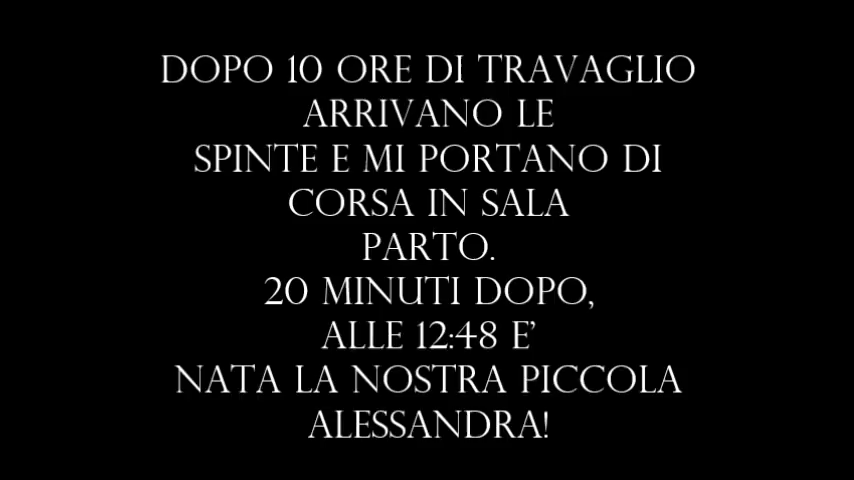 DOPO 10 ORE DI TRAVAGLIO
ARRIVANO LE
SPINTE E MI PORTANO DI
CORSA IN SALA
PARTO.
20 MINUTI DOPO,
ALLE 12:48 E’
NATA LA NOSTRA PICCOLA
ALESSANDRA!